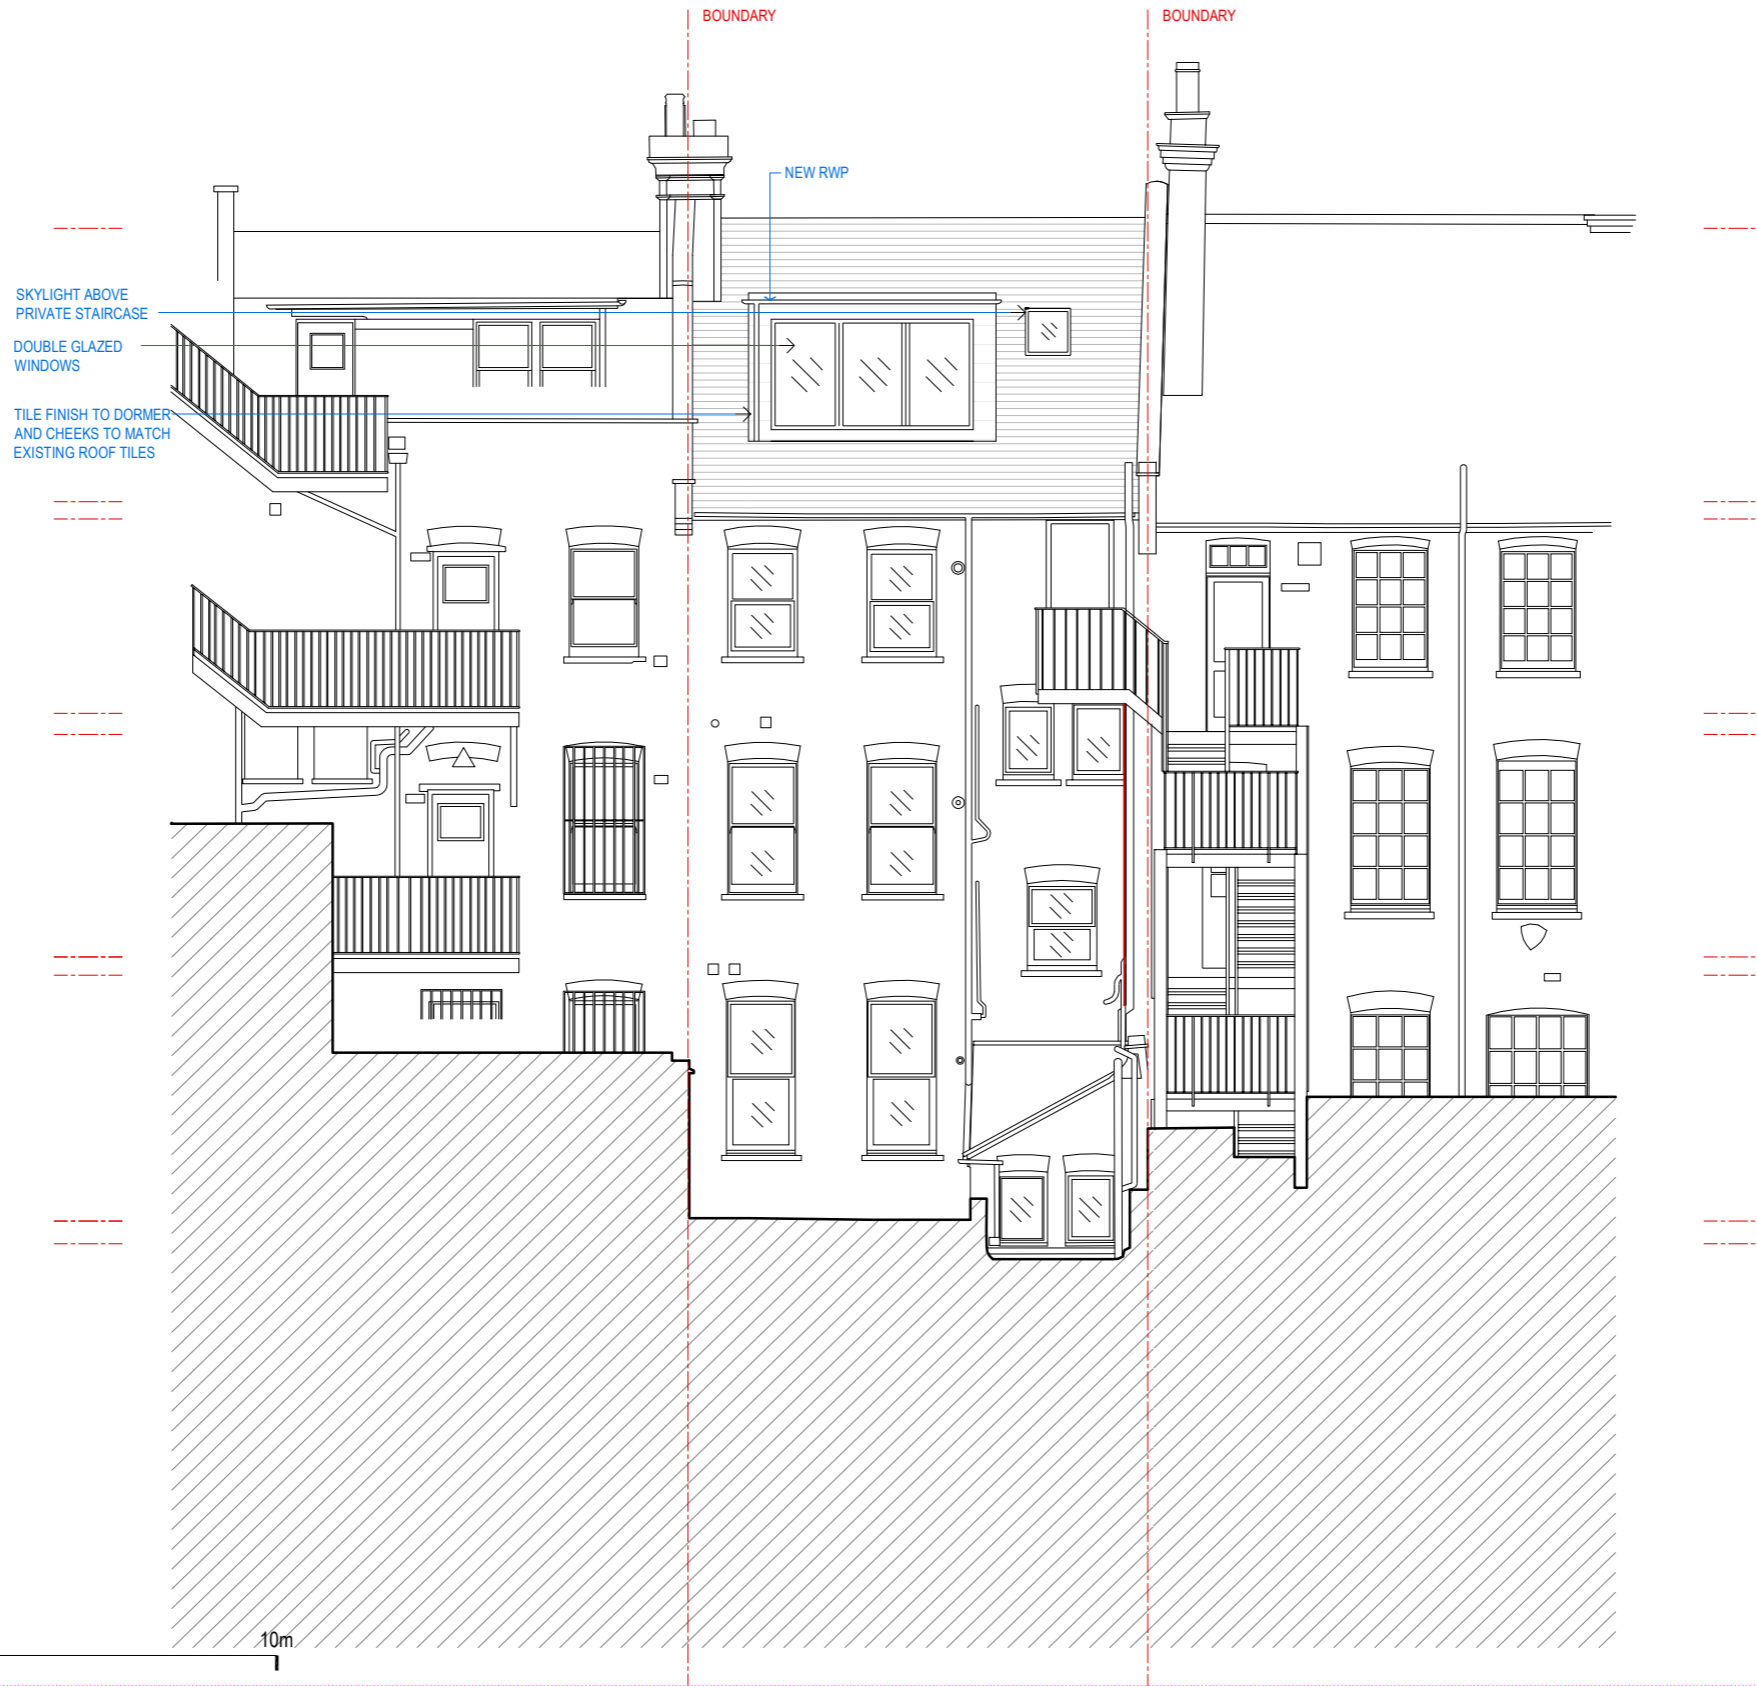 BOUNDARY
BOUNDARY
NEW RWP
SKYLIGHT ABOVE
PRIVATE STAIRCASE
DOUBLE GLAZED
WINDOWS
TILE FINISH TO DORMER
AND CHEEKS TO MATCH
EXISTING ROOF TILES
10m